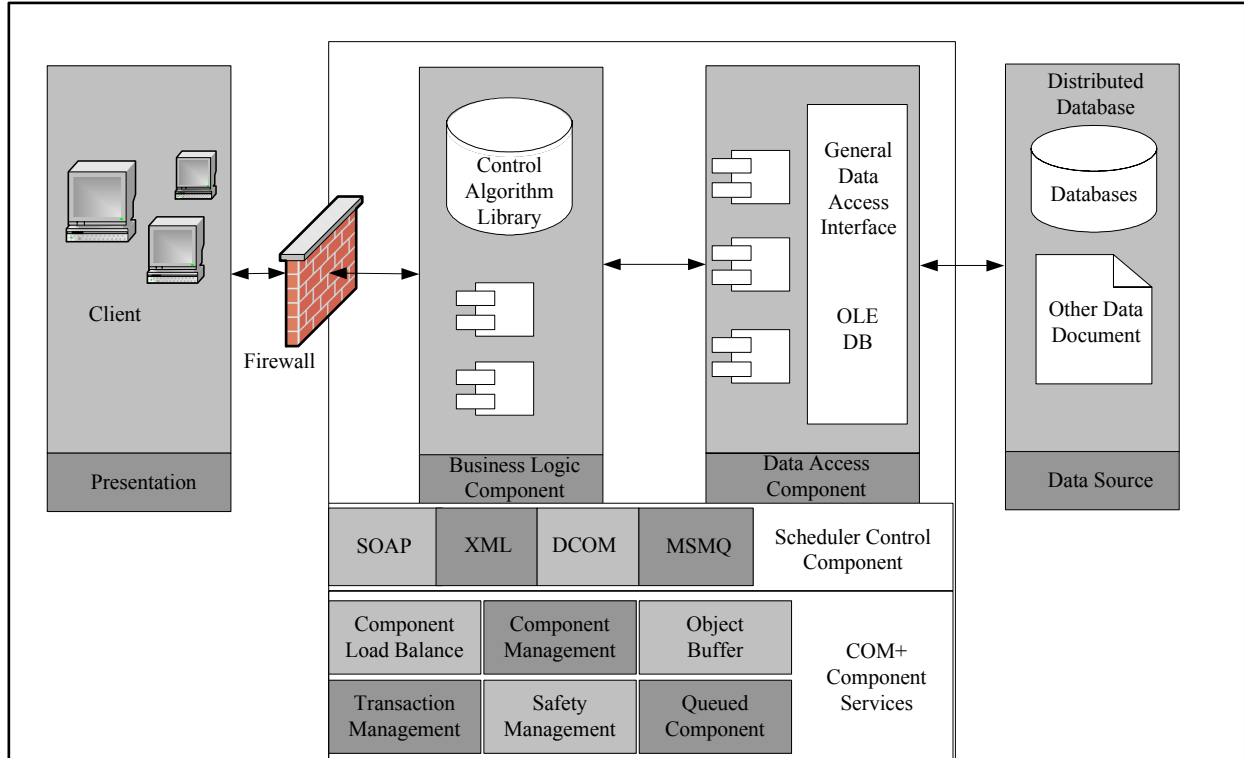 Client
Presentation
Firewall
Control
Algorithm
Library
Business Logic
Component
General
Data
Access
Interface
OLE
DB
Data Access
Component
Distributed
Database
Databases
Other Data
Document
Data Source
SOAP
XML
DCOM
MSMQ
Scheduler Control
Component
Component
Load Balance
Component
Management
Object
Buffer
Transaction
Management
Safety
Management
Queued
Component
COM+
Component
Services